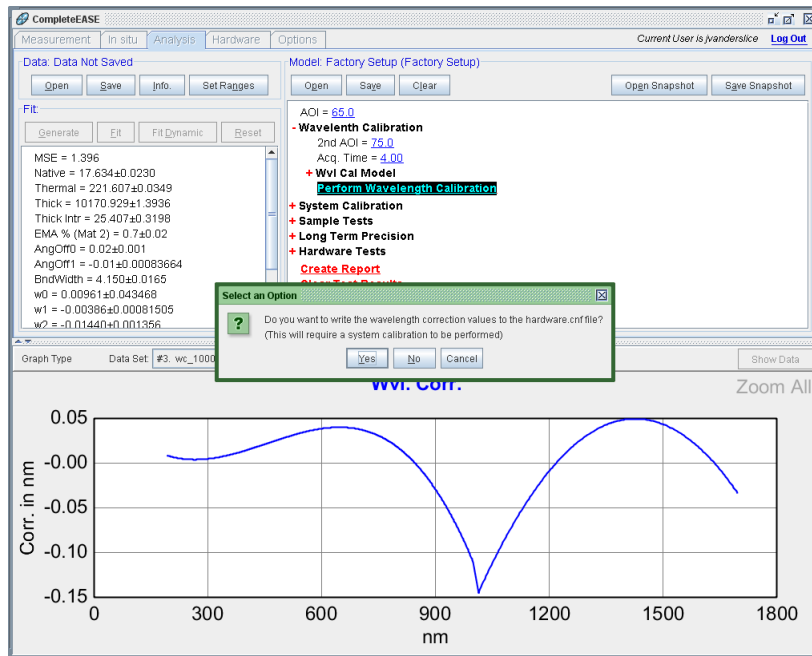 CompleteEASE
Measurement In situ Analysis Hardware Options Current User is jvanderslice Log Out
Data: Data Not Saved
Open Save Info. Set Ranges
Fit:
Generate Fit Fit Dynamic Reset
MSE = 1.396
Native = 17.634±0.0230
Thermal = 221.607±0.0349
Thick = 10170.929±1.3936
Thick Intr = 25.407±0.3198
EMA % (Mat 2) = 0.7±0.02
AngOff0 = 0.02±0.001
AngOff1 = -0.01±0.00083664
BndWidth = 4.150±0.0165
w0 = 0.00961±0.043468
w1 = -0.00386±0.00081505
w2 = -0.01440±0.001356
Model: Factory Setup (Factory Setup)
Open Save Clear Open Snapshot Save Snapshot
AOI = 65.0
- Wavelenth Calibration
2nd AOI = 75.0
Acq. Time = 4.00
+ Wvl Cal Model
Perform Wavelength Calibration
+ System Calibration
+ Sample Tests
+ Long Term Precision
+ Hardware Tests
Create Report
Clear Test Results
Select an Option
? Do you want to write the wavelength correction values to the hardware.cnf file?
(This will require a system calibration to be performed)
Yes No Cancel
Graph Type Data Set: #3. wc_1000 Show Data
Wvl. Corr. Zoom All
Corr. in nm
0.05
-0.00
-0.05
-0.10
-0.15
0 300 600 900 1200 1500 1800
nm